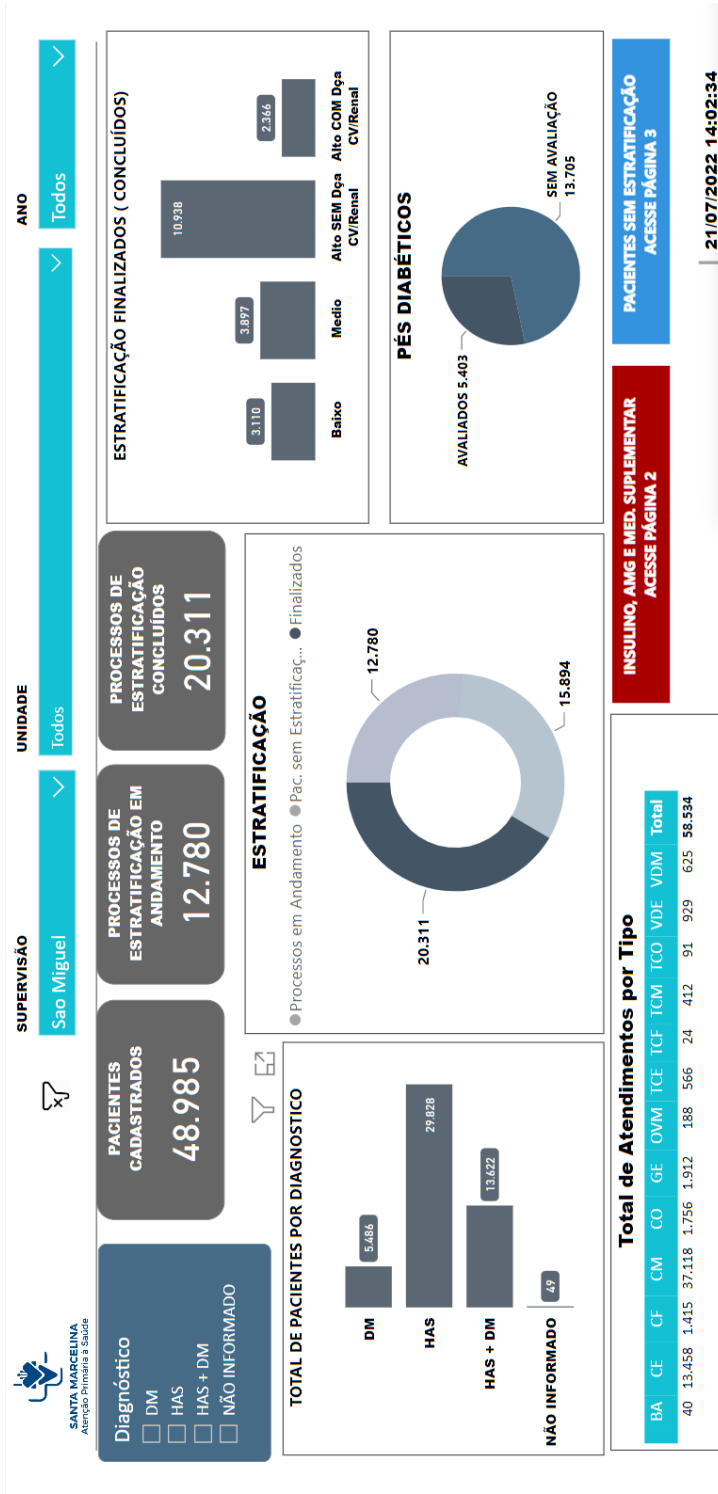 SANTA MARCELINA
Atenção Primária à Saúde
SUPERVISÃO
Sao Miguel
UNIDADE
Todos
ANO
Todos
Diagnóstico
DM
HAS
HAS + DM
NÃO INFORMADO
PACIENTES
CADASTRADOS
48.985
PROCESSOS DE
ESTRATIFICAÇÃO EM
ANDAMENTO
12.780
PROCESSOS DE
ESTRATIFICAÇÃO
CONCLUÍDOS
20.311
ESTRATIFICAÇÃO FINALIZADOS ( CONCLUÍDOS)
3.110
3.897
10.938
2.366
Baixo
Medio
Alto SEM Dça
CV/Renal
Alto COM Dça
CV/Renal
TOTAL DE PACIENTES POR DIAGNOSTICO
DM
5.486
HAS
29.828
HAS + DM
13.622
NÃO INFORMADO
49
ESTRATIFICAÇÃO
Processos em Andamento
Pac. sem Estratificaç...
Finalizados
20.311
12.780
15.894
PÉS DIABÉTICOS
AVALIADOS 5.403
SEM AVALIAÇÃO
13.705
Total de Atendimentos por Tipo
BA CE CF CM CO GE OVM TCE TCF TCM TCO VDE VDM Total
40 13.458 1.415 37.118 1.756 1.912 188 566 24 412 91 929 625 58.534
INSULINO, AMG E MED. SUPLEMENTAR
ACESSE PÁGINA 2
PACIENTES SEM ESTRATIFICAÇÃO
ACESSE PÁGINA 3
21/07/2022 14:02:34